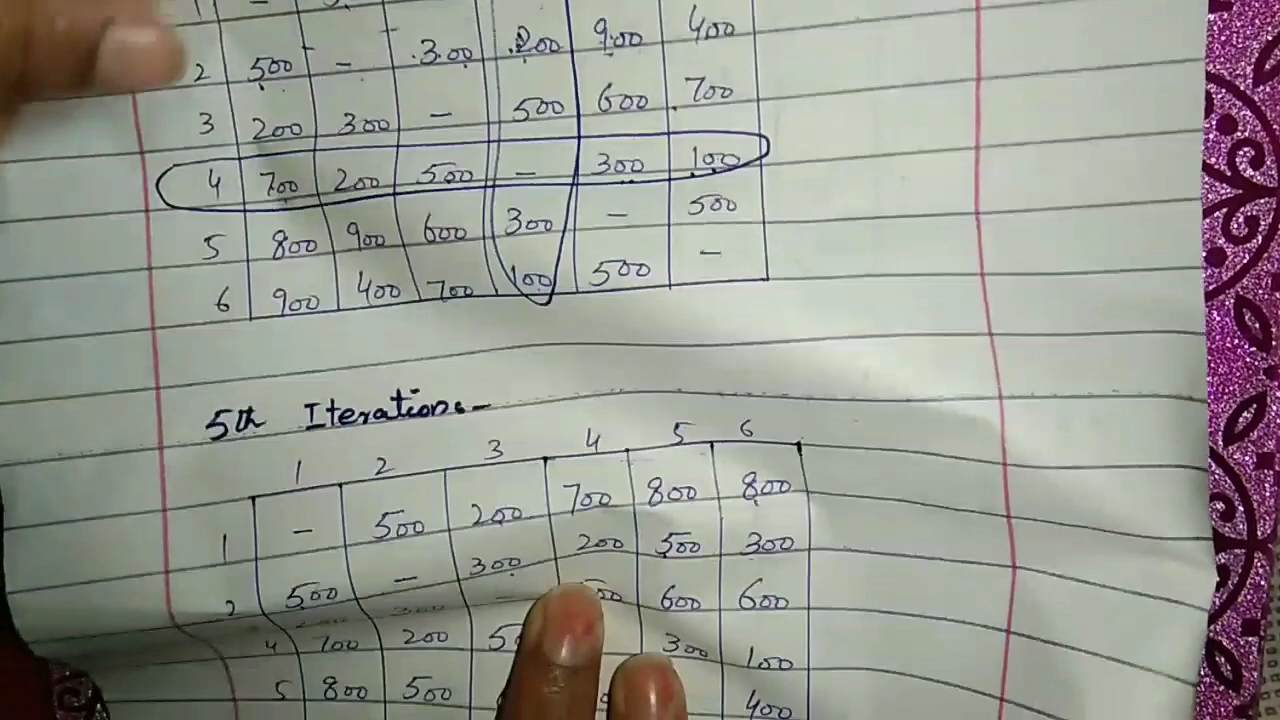 2 500 - .300 .200 900 400
3 200 300 - 500 600 .700
4 700 200 500 - 300 100
5 800 900 600 300 - 500
6 900 400 700 100 500 -
5th Iterations-
1 2 3 4 5 6
1 - 500 200 700 800 800
2 500 - 300 200 500 300
- 600 600
4 700 200 300 100
5 800 500 400